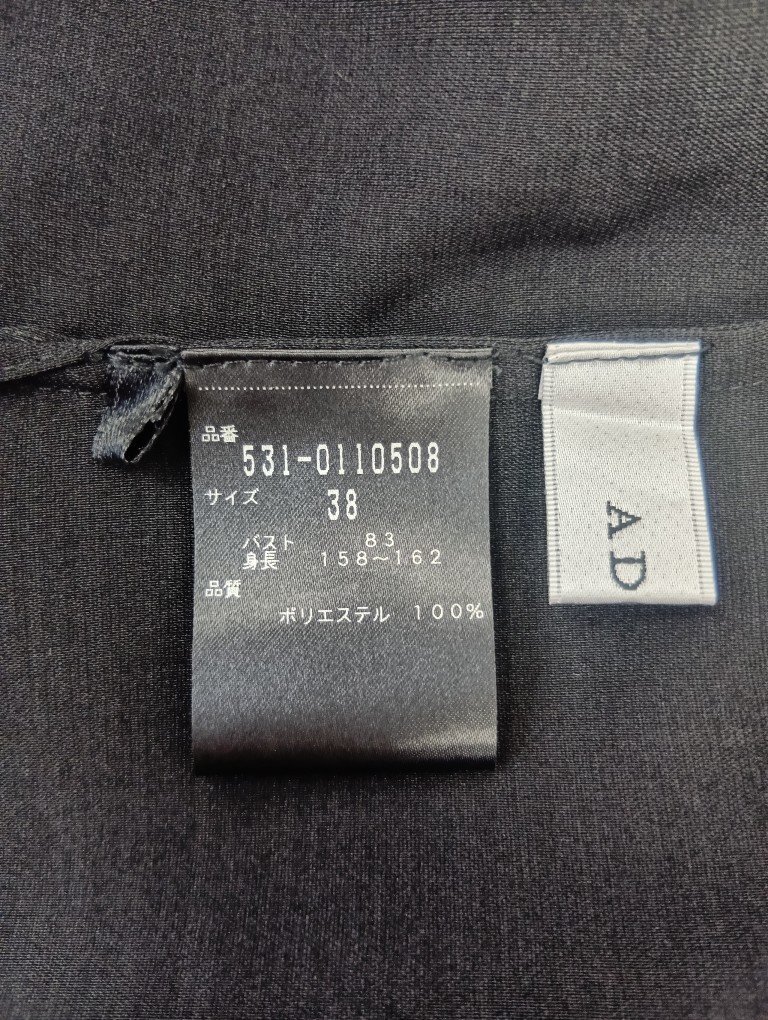 品番
531-0110508
サイズ 38
バスト 83
身長 158～162
品質
ポリエステル 100%
AD